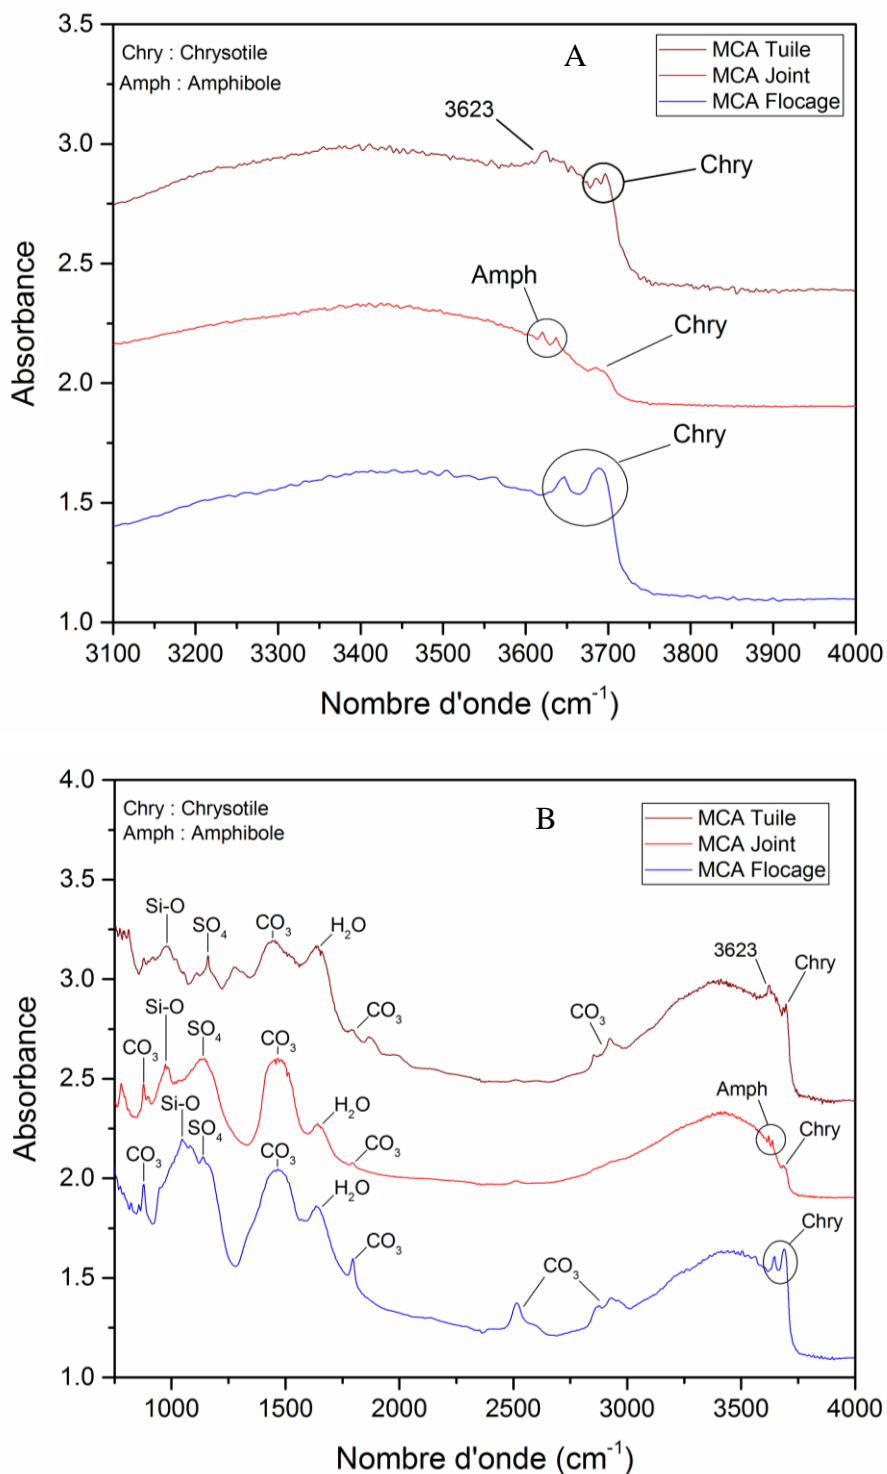 3.5
Chry : Chrysotile
A
MCA Tuile
Amph : Amphibole
MCA Joint
MCA Flocage
3623
3.0
Chry
2.5
Amph
Chry
2.0
Chry
1.5
1.0
Absorbance
3100 3200 3300 3400 3500 3600 3700 3800 3900 4000
Nombre d'onde (cm⁻¹)
4.0
Chry : Chrysotile
B
MCA Tuile
Amph : Amphibole
MCA Joint
MCA Flocage
3.5
Si-O
SO₄
CO₃
H₂O
3623
Chry
3.0
CO₃
CO₃
Si-O
SO₄
CO₃
CO₃
2.5
Amph
H₂O
Chry
Si-O
SO₄
CO₃
CO₃
CO₃
2.0
H₂O
Chry
CO₃
CO₃
1.5
1.0
Absorbance
1000 1500 2000 2500 3000 3500 4000
Nombre d'onde (cm⁻¹)